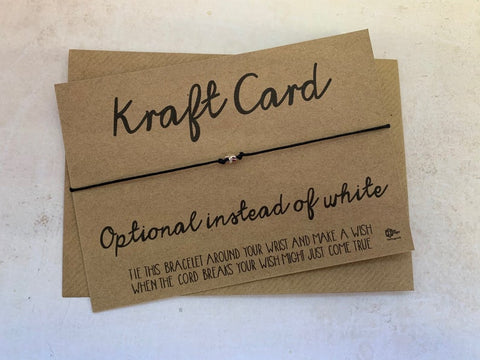 Kraft Card
Optional instead of white
TIE THIS BRACELET AROUND YOUR WRIST AND MAKE A WISH
WHEN THE CORD BREAKS YOUR WISH MIGHT JUST COME TRUE